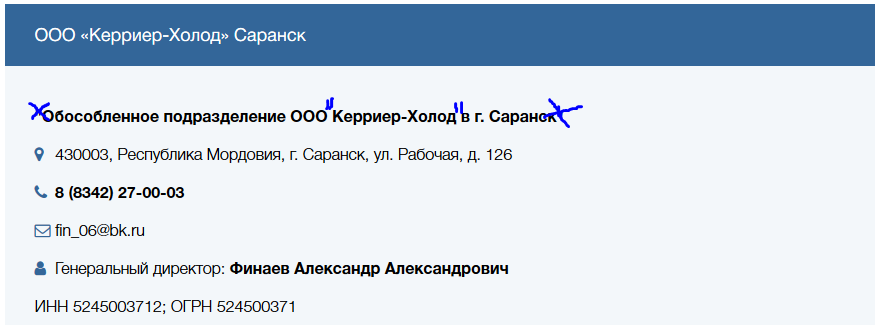 ООО «Керриер-Холод» Саранск
Обособленное подразделение ООО "Керриер-Холод" в г. Саранск
430003, Республика Мордовия, г. Саранск, ул. Рабочая, д. 126
8 (8342) 27-00-03
fin_06@bk.ru
Генеральный директор: Финаев Александр Александрович
ИНН 5245003712; ОГРН 524500371